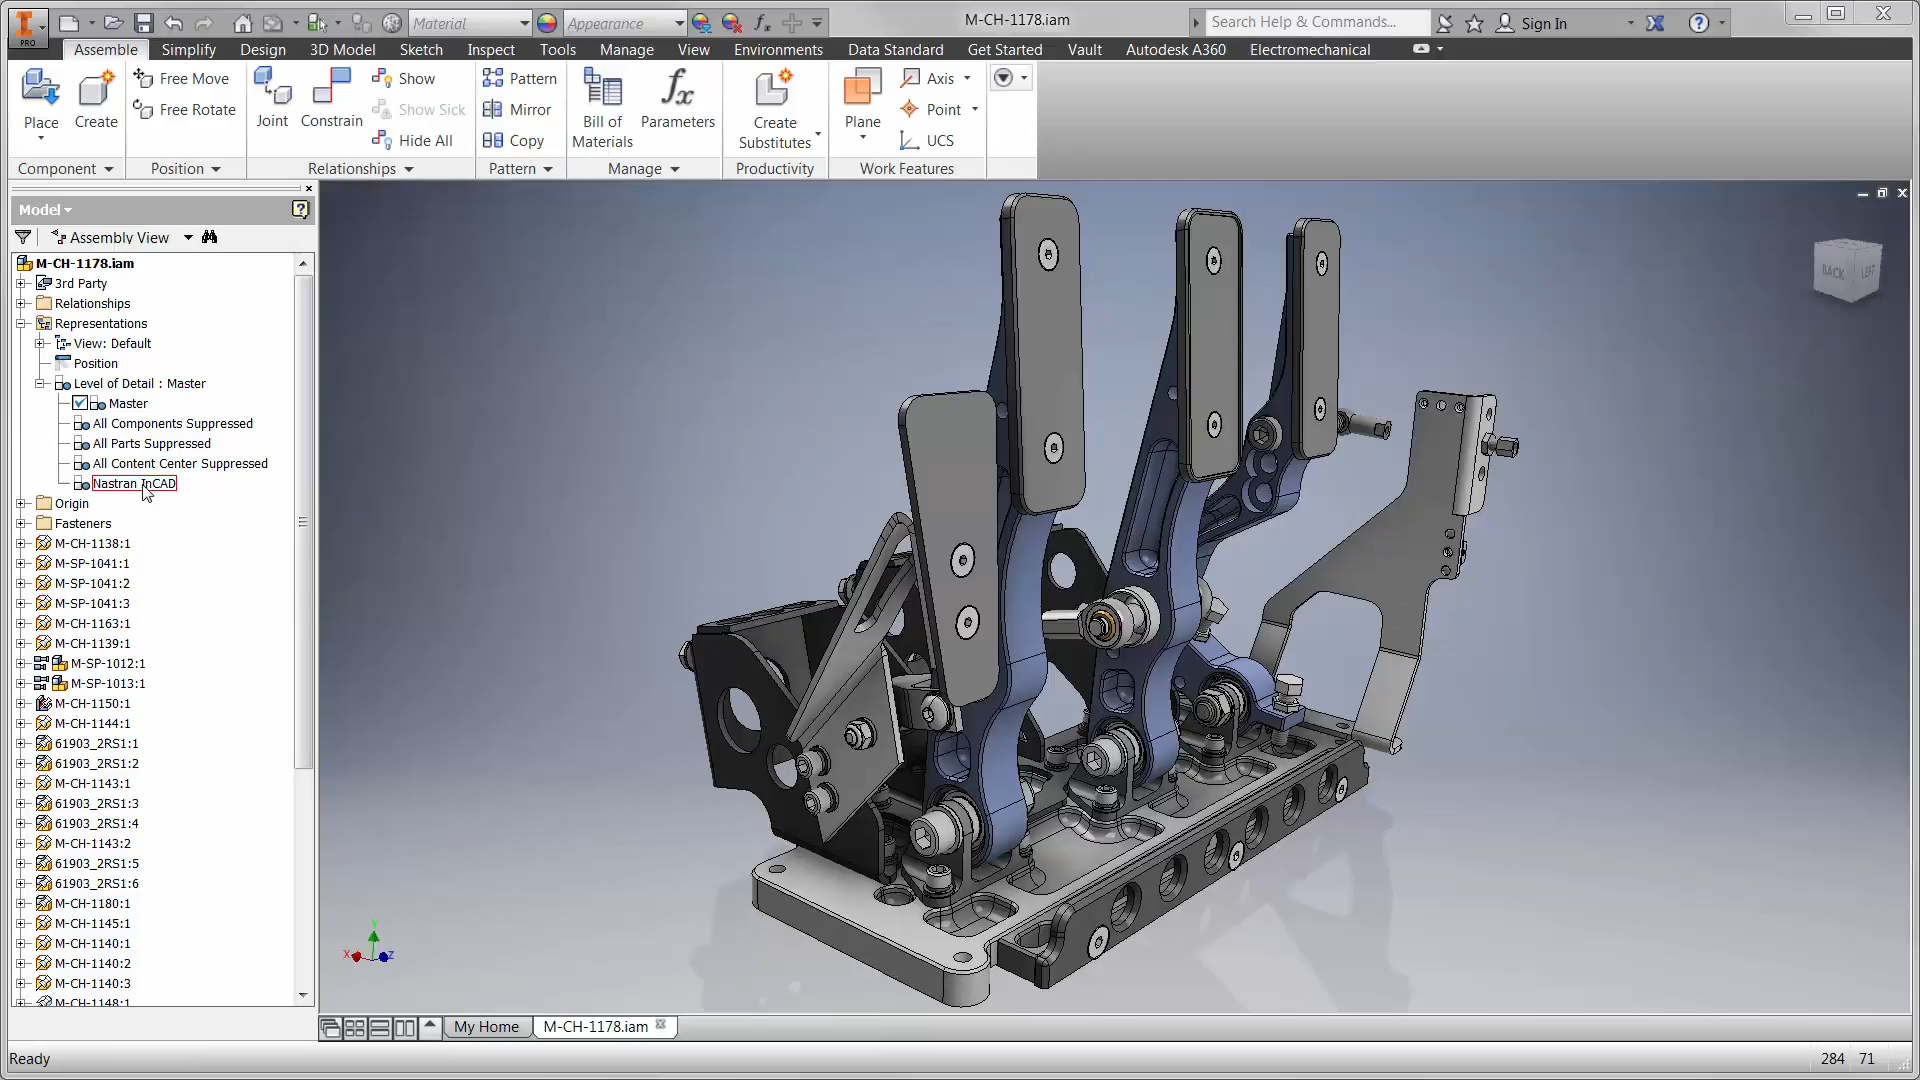 PRO
Material
Appearance
M-CH-1178.iam
Search Help & Commands...
Sign In
Assemble Simplify Design 3D Model Sketch Inspect Tools Manage View Environments Data Standard Get Started Vault Autodesk A360 Electromechanical
Place
Create
Free Move
Free Rotate
Joint
Constrain
Show
Show Sick
Hide All
Pattern
Mirror
Copy
Bill of
Materials
fx
Parameters
Create
Substitutes
Plane
Axis
Point
UCS
Component Position Relationships Pattern Manage Productivity Work Features
Model
Assembly View
M-CH-1178.iam
3rd Party
Relationships
Representations
View: Default
Position
Level of Detail : Master
Master
All Components Suppressed
All Parts Suppressed
All Content Center Suppressed
Nastran InCAD
Origin
Fasteners
M-CH-1138:1
M-SP-1041:1
M-SP-1041:2
M-SP-1041:3
M-CH-1163:1
M-CH-1139:1
M-SP-1012:1
M-SP-1013:1
M-CH-1150:1
M-CH-1144:1
61903_2RS1:1
61903_2RS1:2
M-CH-1143:1
61903_2RS1:3
61903_2RS1:4
M-CH-1143:2
61903_2RS1:5
61903_2RS1:6
M-CH-1180:1
M-CH-1145:1
M-CH-1140:1
M-CH-1140:2
M-CH-1140:3
M-CH-1148:1
BACK LEFT
Y
X Z
My Home
M-CH-1178.iam
Ready
284 71